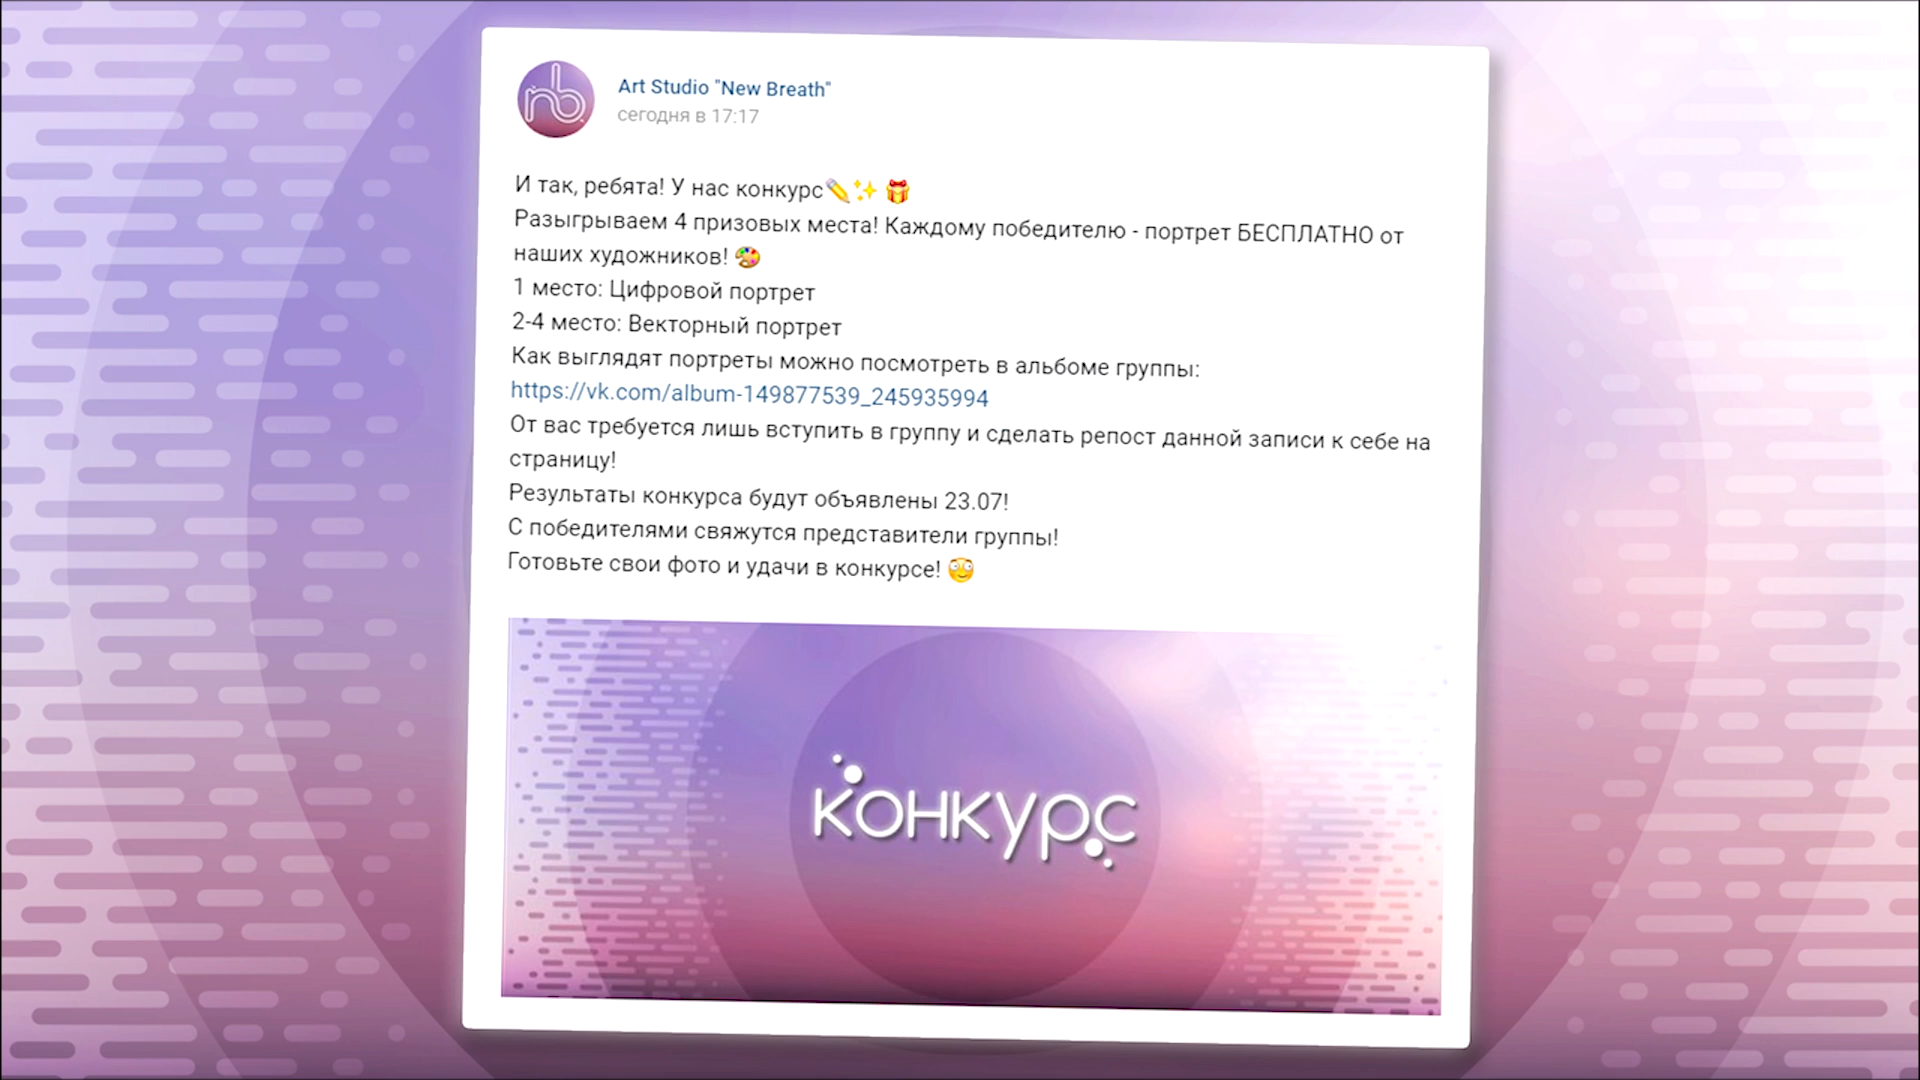 nb
Art Studio "New Breath"
сегодня в 17:17
И так, ребята! У нас конкурс✏️✨ 🎁
Разыгрываем 4 призовых места! Каждому победителю - портрет БЕСПЛАТНО от
наших художников! 🎨
1 место: Цифровой портрет
2-4 место: Векторный портрет
Как выглядят портреты можно посмотреть в альбоме группы:
https://vk.com/album-149877539_245935994
От вас требуется лишь вступить в группу и сделать репост данной записи к себе на
страницу!
Результаты конкурса будут объявлены 23.07!
С победителями свяжутся представители группы!
Готовьте свои фото и удачи в конкурсе! 😳
конкурс